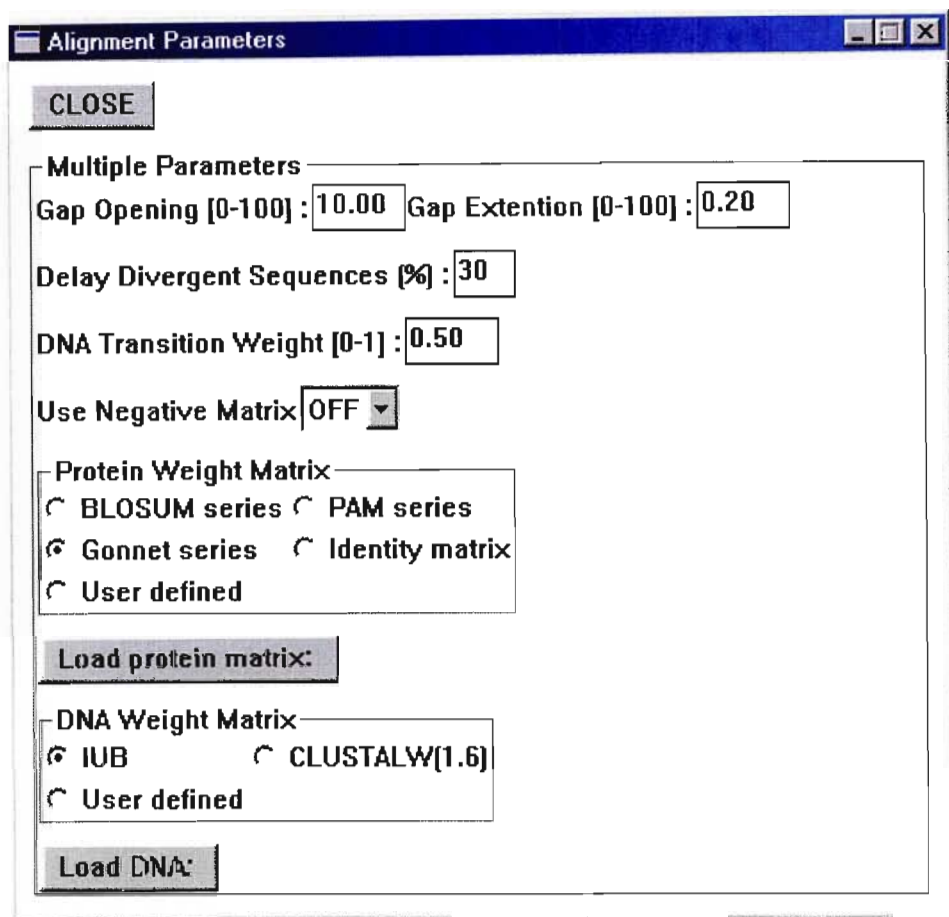 Alignment Parameters
CLOSE
Multiple Parameters
Gap Opening [0-100] : 10.00 Gap Extention [0-100] : 0.20
Delay Divergent Sequences (%) : 30
DNA Transition Weight [0-1] : 0.50
Use Negative Matrix OFF
Protein Weight Matrix
BLOSUM series PAM series
Gonnet series Identity matrix
User defined
Load protein matrix:
DNA Weight Matrix
IUB CLUSTALW(1.6)
User defined
Load DNA: